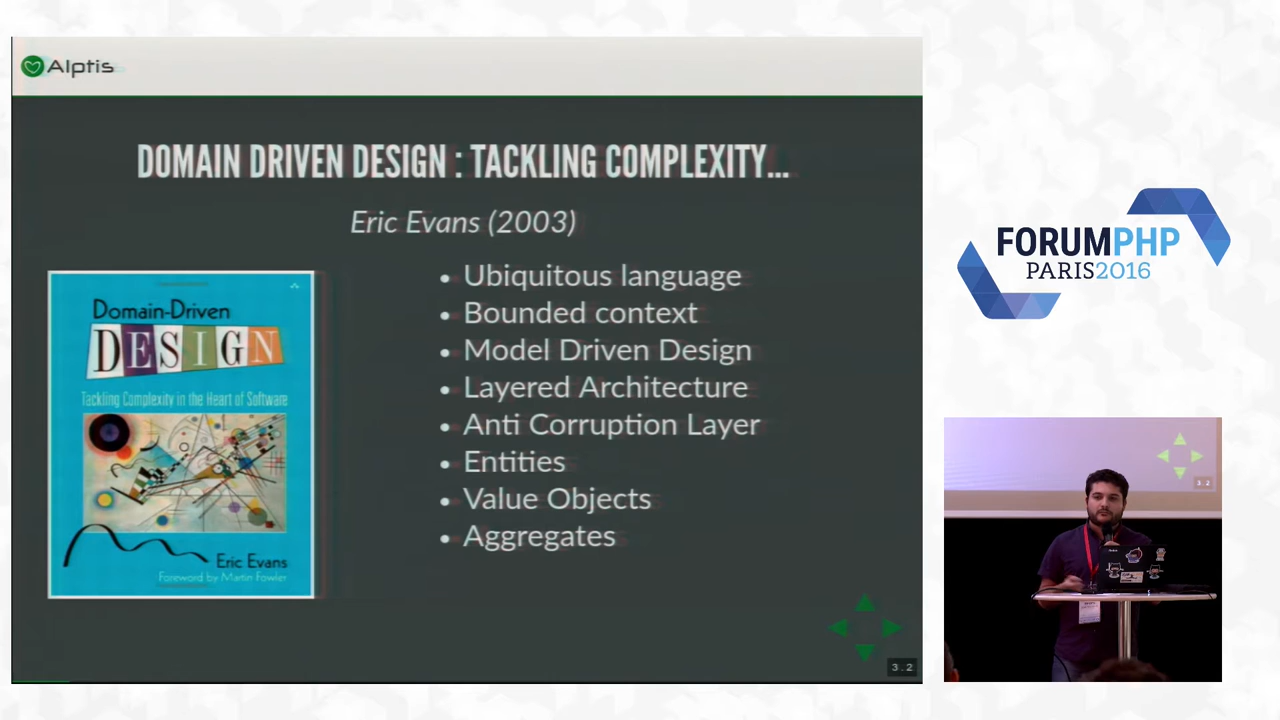 Alptis
DOMAIN DRIVEN DESIGN : TACKLING COMPLEXITY...
Eric Evans (2003)
Domain-Driven
DESIGN
Tackling Complexity in the Heart of Software
Eric Evans
Foreword by Martin Fowler
• Ubiquitous language
• Bounded context
• Model Driven Design
• Layered Architecture
• Anti Corruption Layer
• Entities
• Value Objects
• Aggregates
3.2
FORUMPHP
PARIS2016
3.2